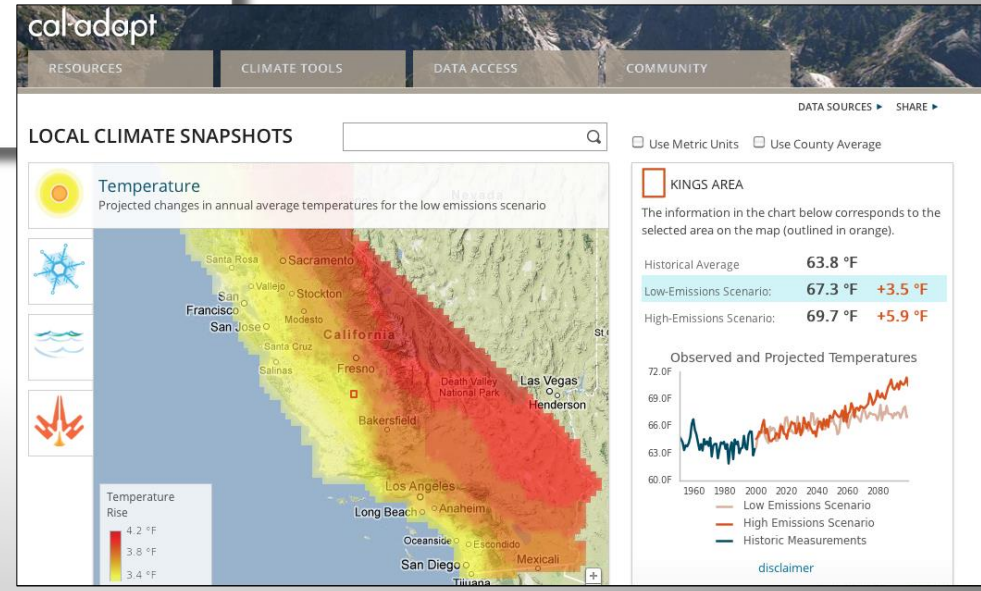 cal-adapt
RESOURCES
CLIMATE TOOLS
DATA ACCESS
COMMUNITY
DATA SOURCES ► SHARE ►
LOCAL CLIMATE SNAPSHOTS
Use Metric Units
Use County Average
Temperature
Projected changes in annual average temperatures for the low emissions scenario
Nevada
Santa Rosa
Sacramento
Vallejo
Stockton
San
Francisco
Modesto
San Jose
California
Santa Cruz
Salinas
Fresno
Death Valley
National Park
Las Vegas
Henderson
Bakersfield
Los Angeles
Long Beach
Anaheim
Oceanside
Escondido
San Diego
Mexicali
Tijuana
Temperature
Rise
4.2 °F
3.8 °F
3.4 °F
+
KINGS AREA
The information in the chart below corresponds to the
selected area on the map (outlined in orange).
Historical Average 63.8 °F
Low-Emissions Scenario: 67.3 °F +3.5 °F
High-Emissions Scenario: 69.7 °F +5.9 °F
Observed and Projected Temperatures
72.0F
69.0F
66.0F
63.0F
60.0F
1960 1980 2000 2020 2040 2060 2080
Low Emissions Scenario
High Emissions Scenario
Historic Measurements
disclaimer